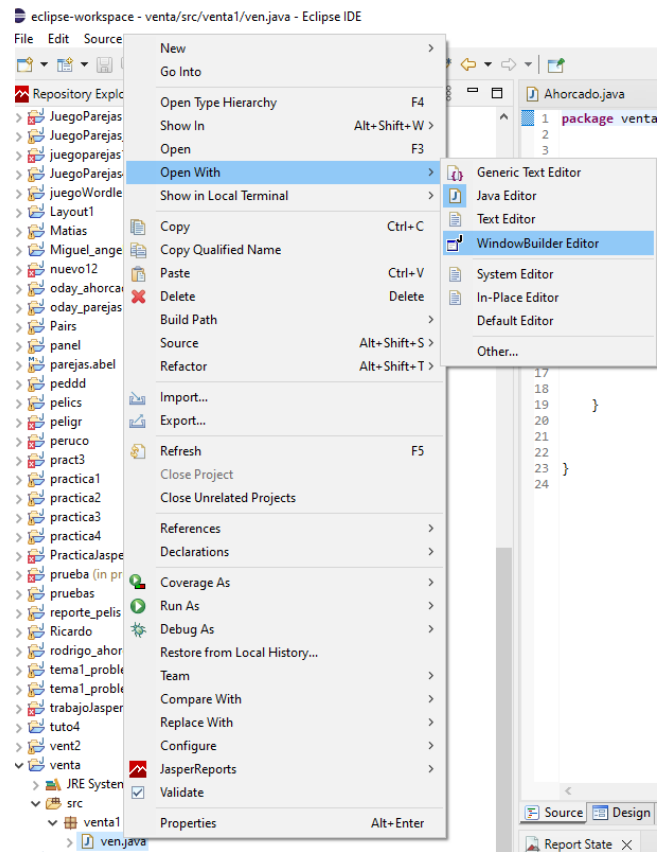 eclipse-workspace - venta/src/venta1/ven.java - Eclipse IDE
File Edit Source
Repository Explo
JuegoParejas
JuegoParejas
juegoparejas
JuegoParejas
juegoWordle
Layout1
Matias
Miguel_ange
nuevo12
oday_ahorca
oday_parejas
Pairs
panel
parejas.abel
peddd
pelics
peligr
peruco
pract3
practica1
practica2
practica3
practica4
PracticaJaspe
prueba (in pr
pruebas
reporte_pelis
Ricardo
rodrigo_ahor
tema1_proble
tema1_proble
trabajoJasper
tuto4
vent2
venta
JRE System
src
venta1
ven.java
New
Go Into
Open Type Hierarchy F4
Show In Alt+Shift+W
Open F3
Open With
Show in Local Terminal
Copy Ctrl+C
Copy Qualified Name
Paste Ctrl+V
Delete Delete
Build Path
Source Alt+Shift+S
Refactor Alt+Shift+T
Import...
Export...
Refresh F5
Close Project
Close Unrelated Projects
References
Declarations
Coverage As
Run As
Debug As
Restore from Local History...
Team
Compare With
Replace With
Configure
JasperReports
Validate
Properties Alt+Enter
Generic Text Editor
Java Editor
Text Editor
WindowBuilder Editor
System Editor
In-Place Editor
Default Editor
Other...
Ahorcado.java
1 package venta
2
3
17
18
19 }
20
21
22
23 }
24
Source Design
Report State